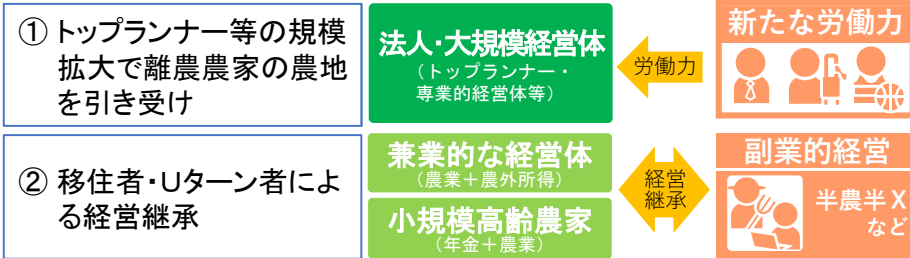 ① トップランナー等の規模
拡大で離農農家の農地
を引き受け
法人・大規模経営体
（トップランナー・
専業的経営体等）
労働力
新たな労働力
② 移住者・Uターン者によ
る経営継承
兼業的な経営体
（農業＋農外所得）
小規模高齢農家
（年金＋農業）
経営
継承
副業的経営
半農半X
など